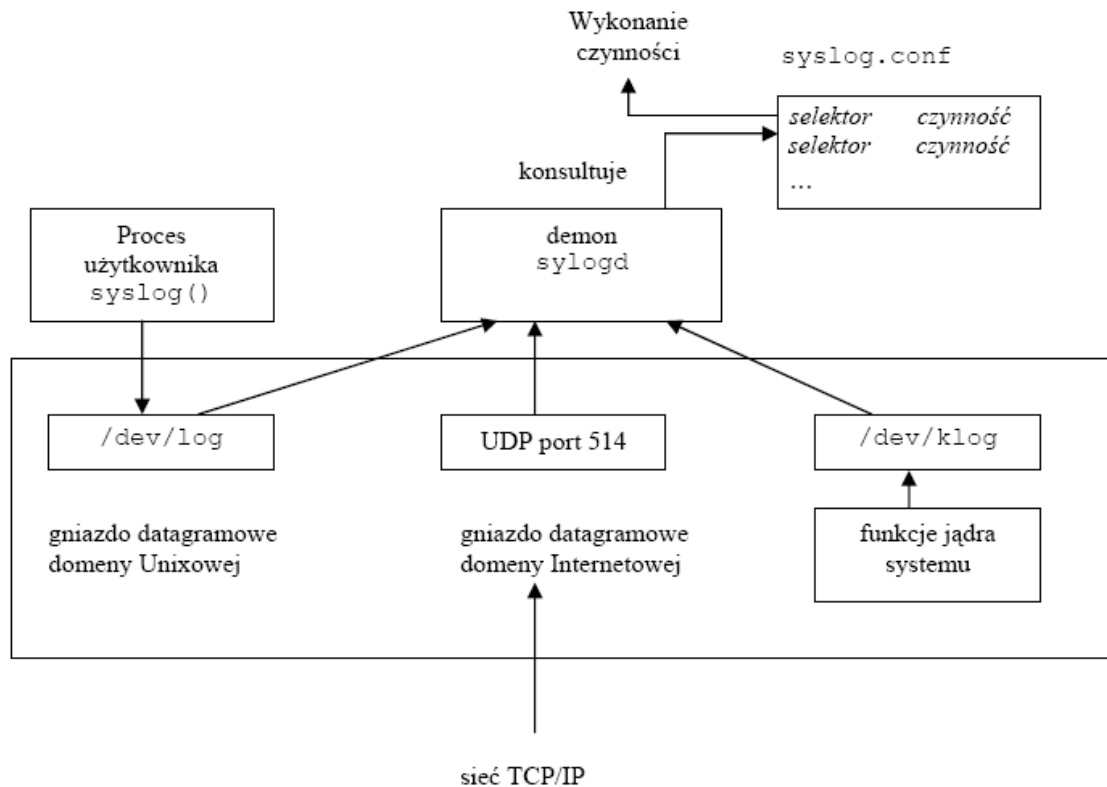 Wykonanie
czynności
syslog.conf
selektor czynność
selektor czynność
...
konsultuje
Proces
użytkownika
syslog()
demon
sylogd
/dev/log
UDP port 514
/dev/klog
gniazdo datagramowe
domeny Unixowej
gniazdo datagramowe
domeny Internetowej
funkcje jądra
systemu
sieć TCP/IP